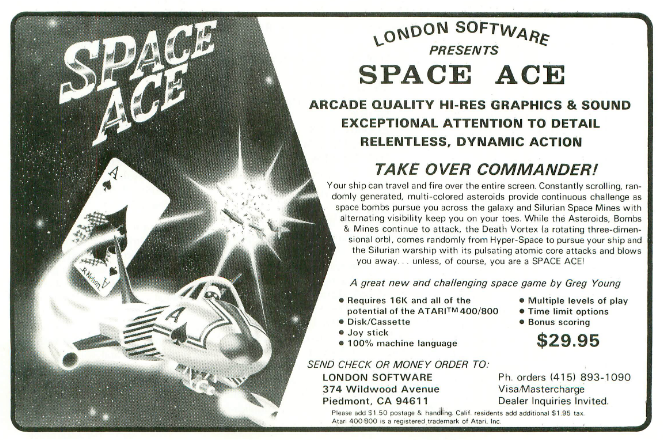 SPACE
ACE
A
LONDON SOFTWARE
PRESENTS
SPACE ACE
ARCADE QUALITY HI-RES GRAPHICS & SOUND
EXCEPTIONAL ATTENTION TO DETAIL
RELENTLESS, DYNAMIC ACTION
TAKE OVER COMMANDER!
Your ship can travel and fire over the entire screen. Constantly scrolling, ran-
domly generated, multi-colored asteroids provide continuous challenge as
space bombs pursue you across the galaxy and Silurian Space Mines with
alternating visibility keep you on your toes. While the Asteroids, Bombs
& Mines continue to attack, the Death Vortex (a rotating three-dimen-
sional orb), comes randomly from Hyper-Space to pursue your ship and
the Silurian warship with its pulsating atomic core attacks and blows
you away... unless, of course, you are a SPACE ACE!
A great new and challenging space game by Greg Young
• Requires 16K and all of the
potential of the ATARI™ 400/800
• Disk/Cassette
• Joy stick
• 100% machine language
• Multiple levels of play
• Time limit options
• Bonus scoring
$29.95
SEND CHECK OR MONEY ORDER TO:
LONDON SOFTWARE
374 Wildwood Avenue
Piedmont, CA 94611
Ph. orders (415) 893-1090
Visa/Mastercharge
Dealer Inquiries Invited.
Please add $1.50 postage & handling. Calif. residents add additional $1.95 tax.
Atari 400/800 is a registered trademark of Atari, Inc.
A